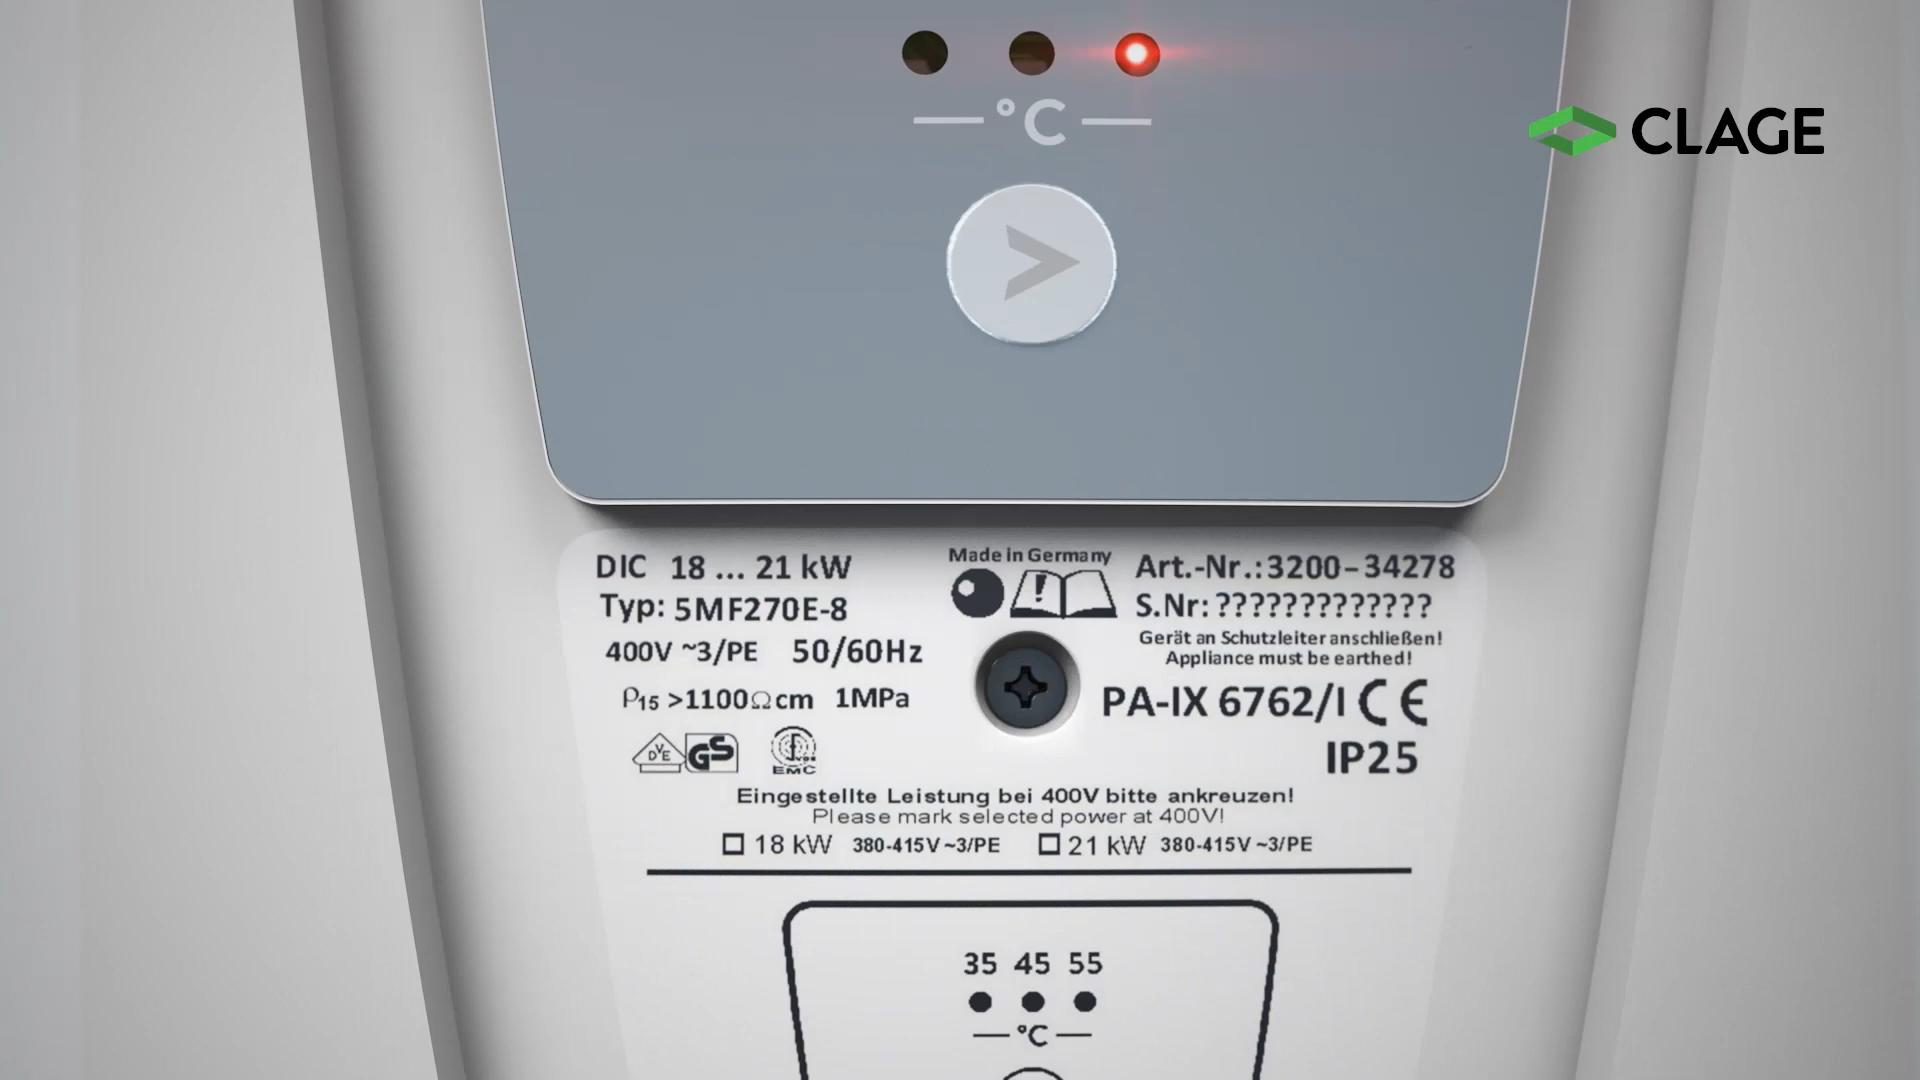 °C
CLAGE
DIC 18 ... 21 kW
Typ: 5MF270E-8
400V ~3/PE 50/60Hz
ρ15 >1100Ωcm 1MPa
DVE GS EMC
Made in Germany
!
Art.-Nr.:3200-34278
S.Nr:?????????????
Gerät an Schutzleiter anschließen!
Appliance must be earthed!
PA-IX 6762/I CE
IP25
Eingestellte Leistung bei 400V bitte ankreuzen!
Please mark selected power at 400V!
18 kW 380-415V ~3/PE 21 kW 380-415V ~3/PE
35 45 55
°C